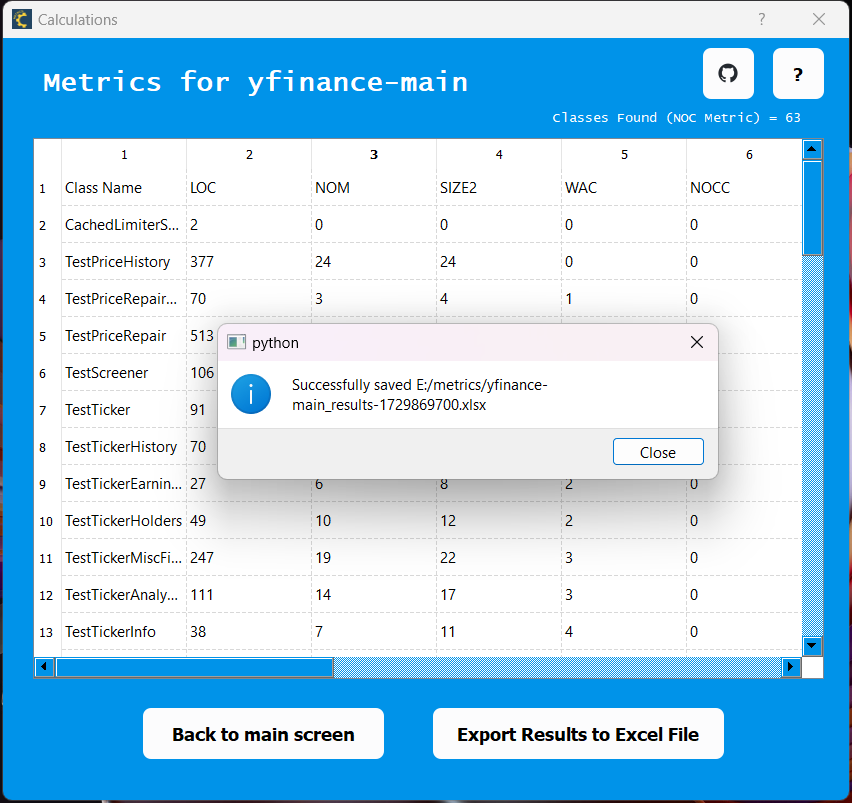 Calculations
?
Metrics for yfinance-main
?
Classes Found (NOC Metric) = 63
1 2 3 4 5 6
1 Class Name LOC NOM SIZE2 WAC NOCC
2 CachedLimiterS... 2 0 0 0 0
3 TestPriceHistory 377 24 24 0 0
4 TestPriceRepair... 70 3 4 1 0
5 TestPriceRepair 513
6 TestScreener 106
7 TestTicker 91
8 TestTickerHistory 70
python
Successfully saved E:/metrics/yfinance-
main_results-1729869700.xlsx
Close
9 TestTickerEarnin... 27 6 8 2 0
10 TestTickerHolders 49 10 12 2 0
11 TestTickerMiscFi... 247 19 22 3 0
12 TestTickerAnaly... 111 14 17 3 0
13 TestTickerInfo 38 7 11 4 0
Back to main screen
Export Results to Excel File